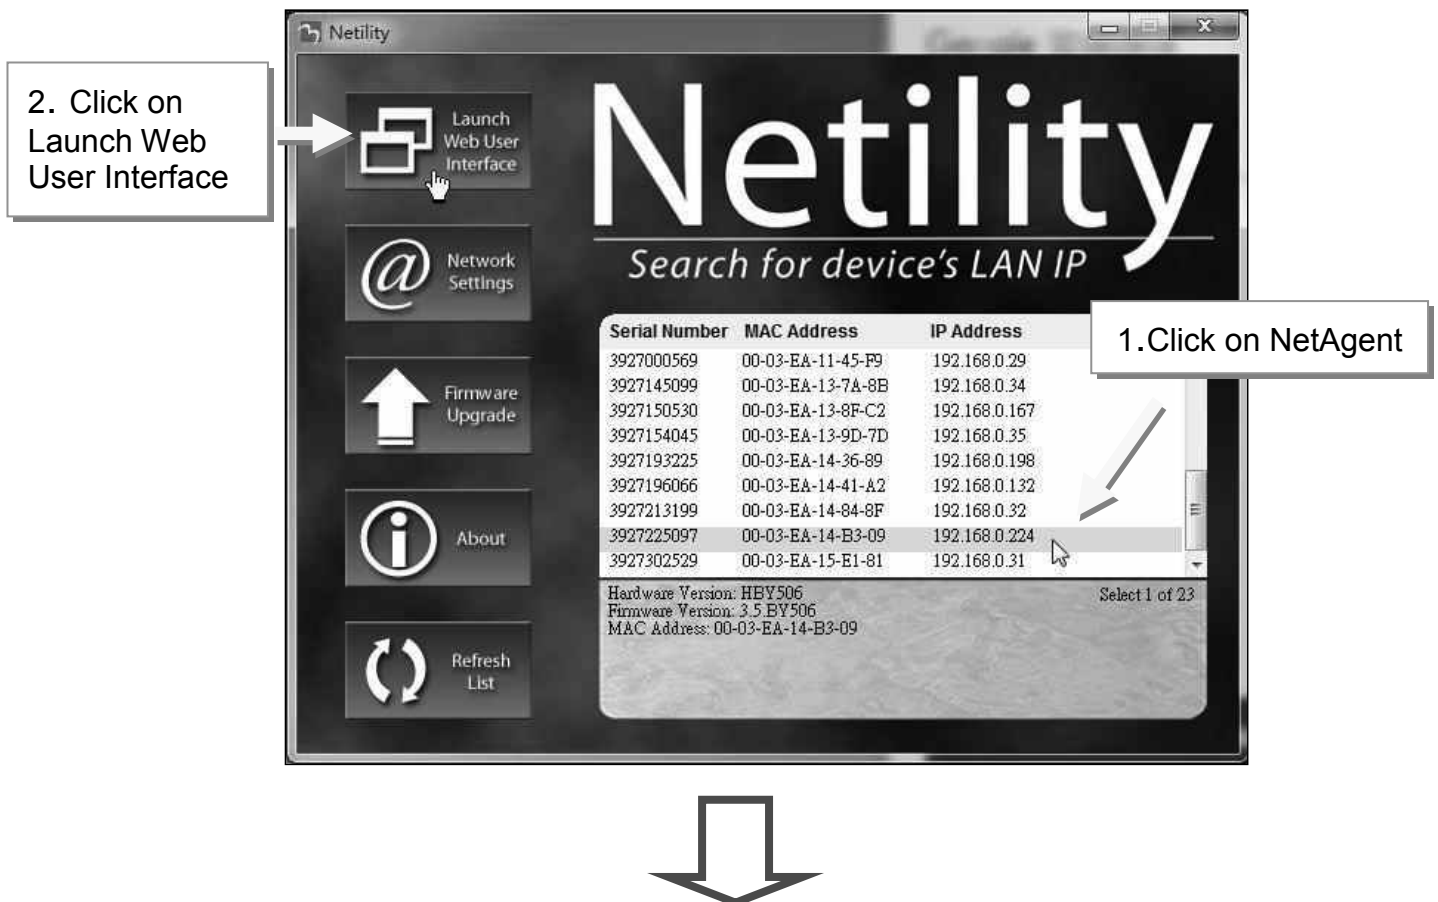 Netility
2. Click on
Launch Web
User Interface
Launch
Web User
Interface
Network
Settings
Firmware
Upgrade
About
Refresh
List
Netility
Search for device's LAN IP
1.Click on NetAgent
Serial Number MAC Address IP Address
3927000569 00-03-EA-11-45-F9 192.168.0.29
3927145099 00-03-EA-13-7A-8B 192.168.0.34
3927150530 00-03-EA-13-8F-C2 192.168.0.167
3927154045 00-03-EA-13-9D-7D 192.168.0.35
3927193225 00-03-EA-14-36-89 192.168.0.198
3927196066 00-03-EA-14-41-A2 192.168.0.132
3927213199 00-03-EA-14-84-8F 192.168.0.32
3927225097 00-03-EA-14-B3-09 192.168.0.224
3927302529 00-03-EA-15-E1-81 192.168.0.31
Hardware Version: HBY506 Select 1 of 23
Firmware Version: 3.5.BY506
MAC Address: 00-03-EA-14-B3-09